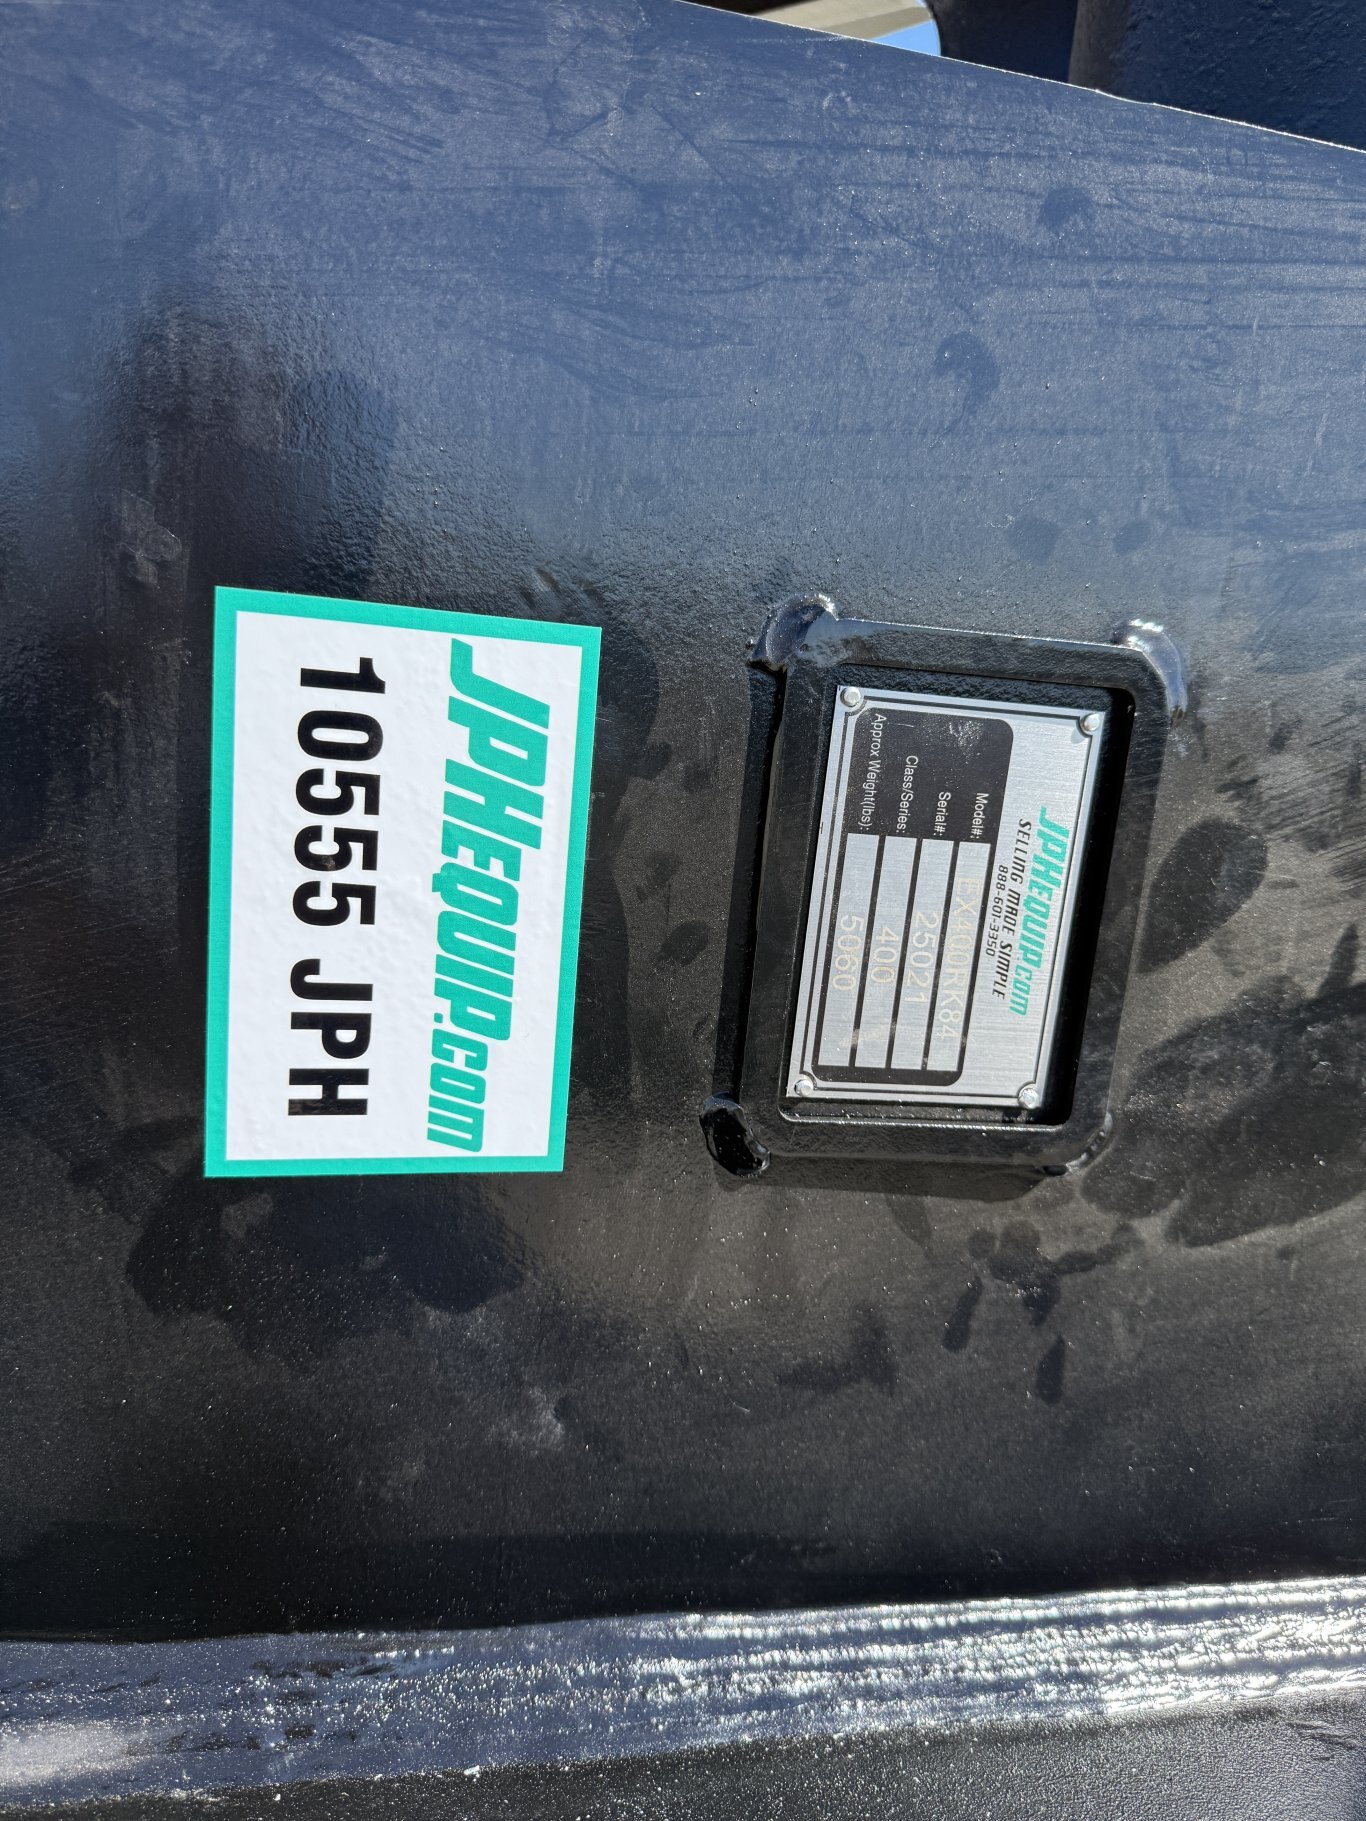 JPHEQUIP.com
SELLING MADE SIMPLE
888-601-3350
Model#: EX400RK84
Serial#: 25021
Class/Series: 400
Approx Weight(lbs): 5060
JPHEQUIP.com
10555 JPH